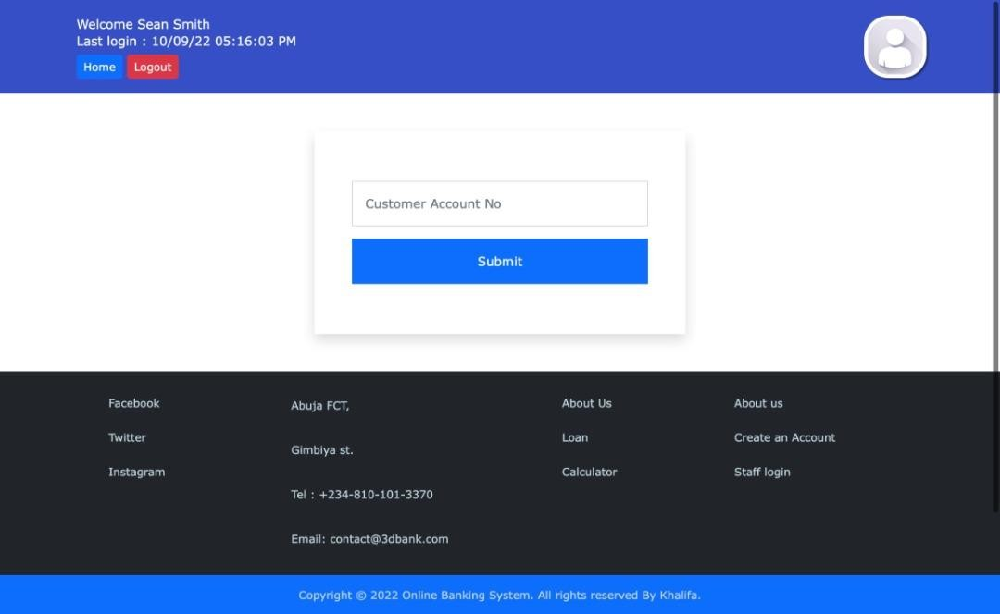 Welcome Sean Smith
Last login : 10/09/22 05:16:03 PM
Home Logout
Customer Account No
Submit
Facebook
Twitter
Instagram
Abuja FCT,
Gimbiya st.
Tel : +234-810-101-3370
Email: contact@3dbank.com
About Us
Loan
Calculator
About us
Create an Account
Staff login
Copyright © 2022 Online Banking System. All rights reserved By Khalifa.